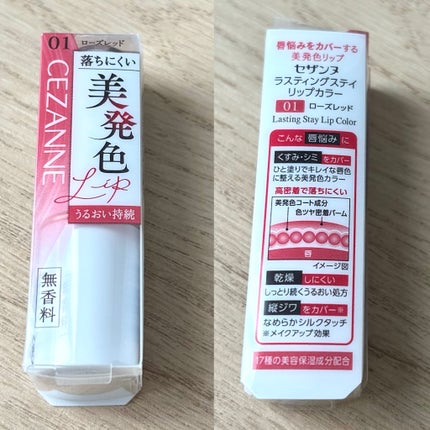 01 ローズレッド
CEZANNE
落ちにくい
美発色
Lip
うるおい持続
無香料
唇悩みをカバーする
美発色リップ
セザンヌ
ラスティングステイ
リップカラー
01 ローズレッド
Lasting Stay Lip Color
こんな 唇悩み に
くすみ・シミ をカバー
ひと塗りでキレイな唇色
に整える美発色カラー
高密着で落ちにくい
美発色コート成分
色ツヤ密着バーム
唇
イメージ図
乾燥 しにくい
しっとり続くうるおい処方
縦ジワ をカバー※
なめらかシルクタッチ
※メイクアップ効果
17種の美容保湿成分配合